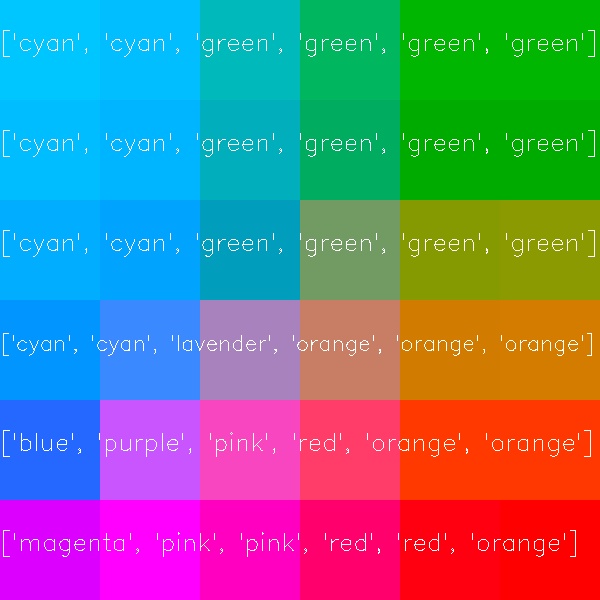 ['cyan', 'cyan', 'green', 'green', 'green', 'green']
['cyan', 'cyan', 'green', 'green', 'green', 'green']
['cyan', 'cyan', 'green', 'green', 'green', 'green']
['cyan', 'cyan', 'lavender', 'orange', 'orange', 'orange']
['blue', 'purple', 'pink', 'red', 'orange', 'orange']
['magenta', 'pink', 'pink', 'red', 'red', 'orange']